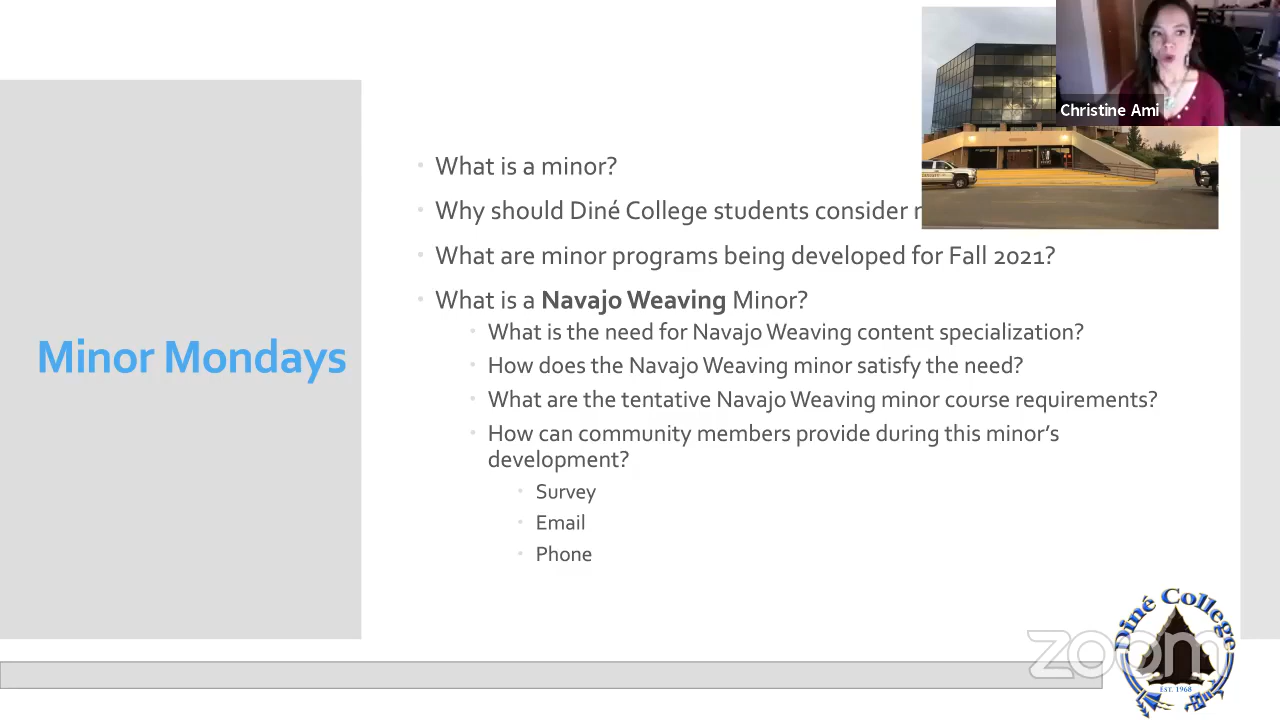 Christine Ami
What is a minor?
Why should Diné College students consider
What are minor programs being developed for Fall 2021?
What is a Navajo Weaving Minor?
What is the need for Navajo Weaving content specialization?
How does the Navajo Weaving minor satisfy the need?
What are the tentative Navajo Weaving minor course requirements?
How can community members provide during this minor's
development?
Survey
Email
Phone
Minor Mondays
Diné College
EST. 1968
zoom